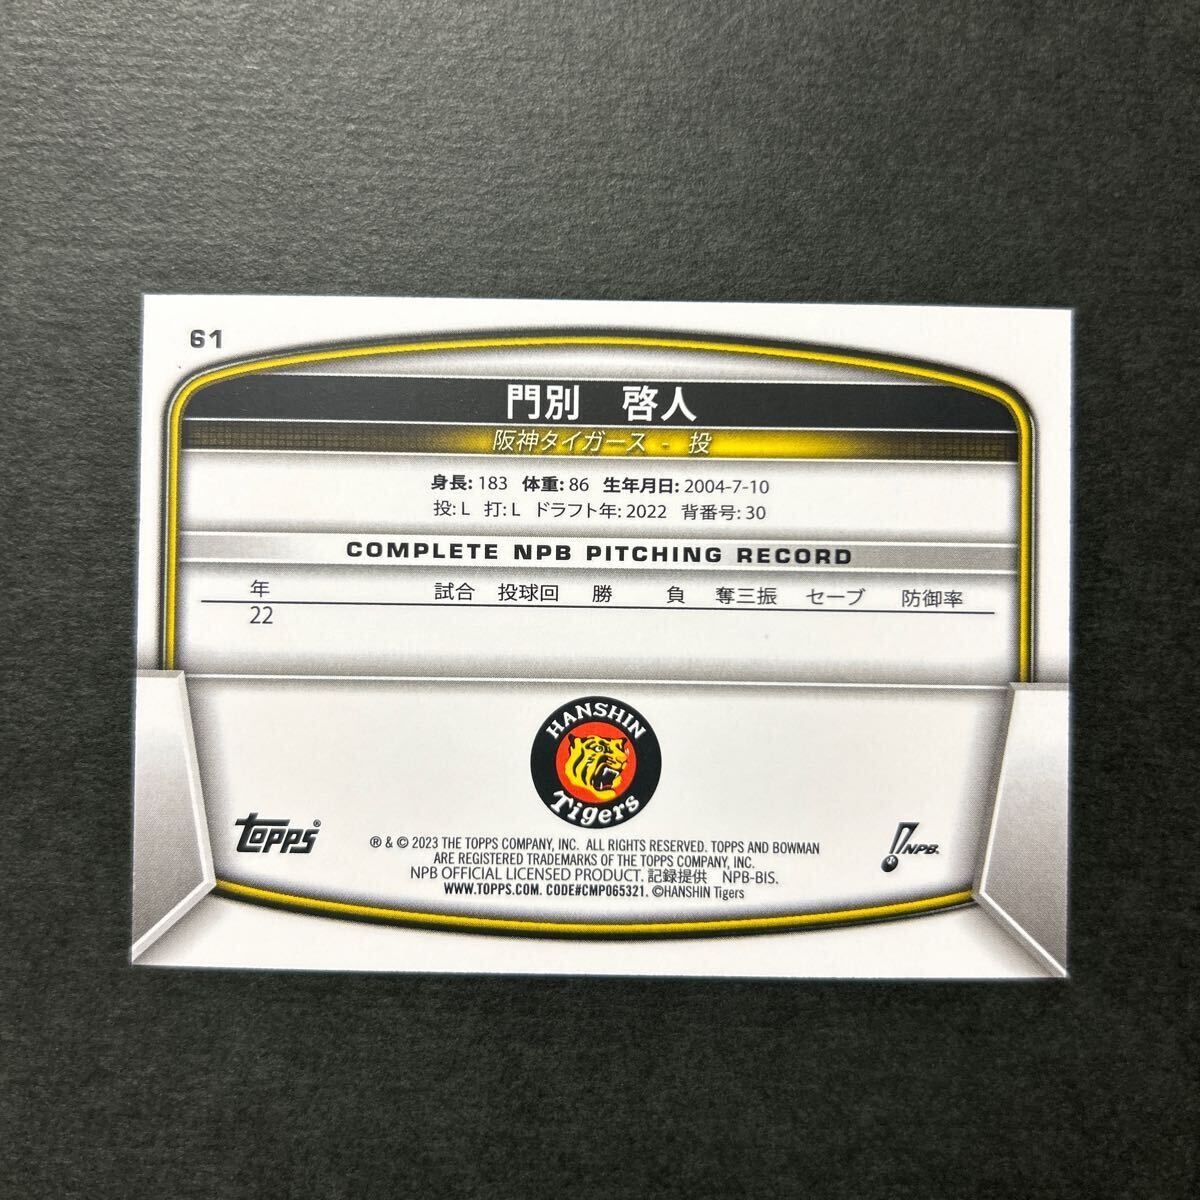 61
門別 啓人
阪神タイガース - 投
身長: 183 体重: 86 生年月日: 2004-7-10
投: L 打: L ドラフト年: 2022 背番号: 30
COMPLETE NPB PITCHING RECORD
年 試合 投球回 勝 負 奪三振 セーブ 防御率
22
HANSHIN
Tigers
topps®
® & © 2023 THE TOPPS COMPANY, INC. ALL RIGHTS RESERVED. TOPPS AND BOWMAN
ARE REGISTERED TRADEMARKS OF THE TOPPS COMPANY, INC.
NPB OFFICIAL LICENSED PRODUCT. 記録提供 NPB-BIS.
WWW.TOPPS.COM. CODE#CMP065321. ©HANSHIN Tigers
NPB.